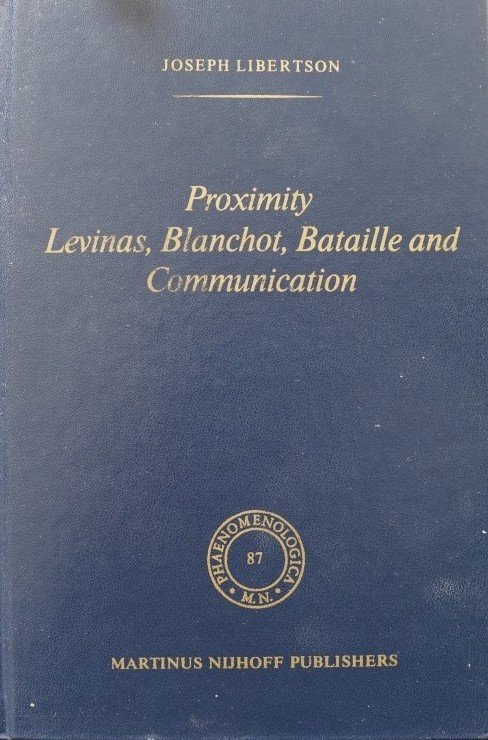 JOSEPH LIBERTSON
Proximity
Levinas, Blanchot, Bataille and
Communication
PHAENOMENOLOGICA
87
M.N.
MARTINUS NIJHOFF PUBLISHERS